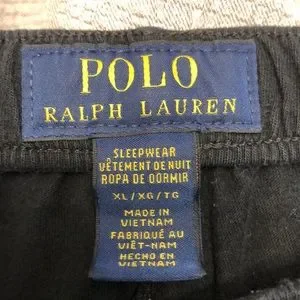 POLO
RALPH LAUREN
SLEEPWEAR
VÊTEMENT DE NUIT
ROPA DE DORMIR
XL/XG/TG
MADE IN
VIETNAM
FABRIQUÉ AU
VIÊT-NAM
HECHO EN
VIETNAM